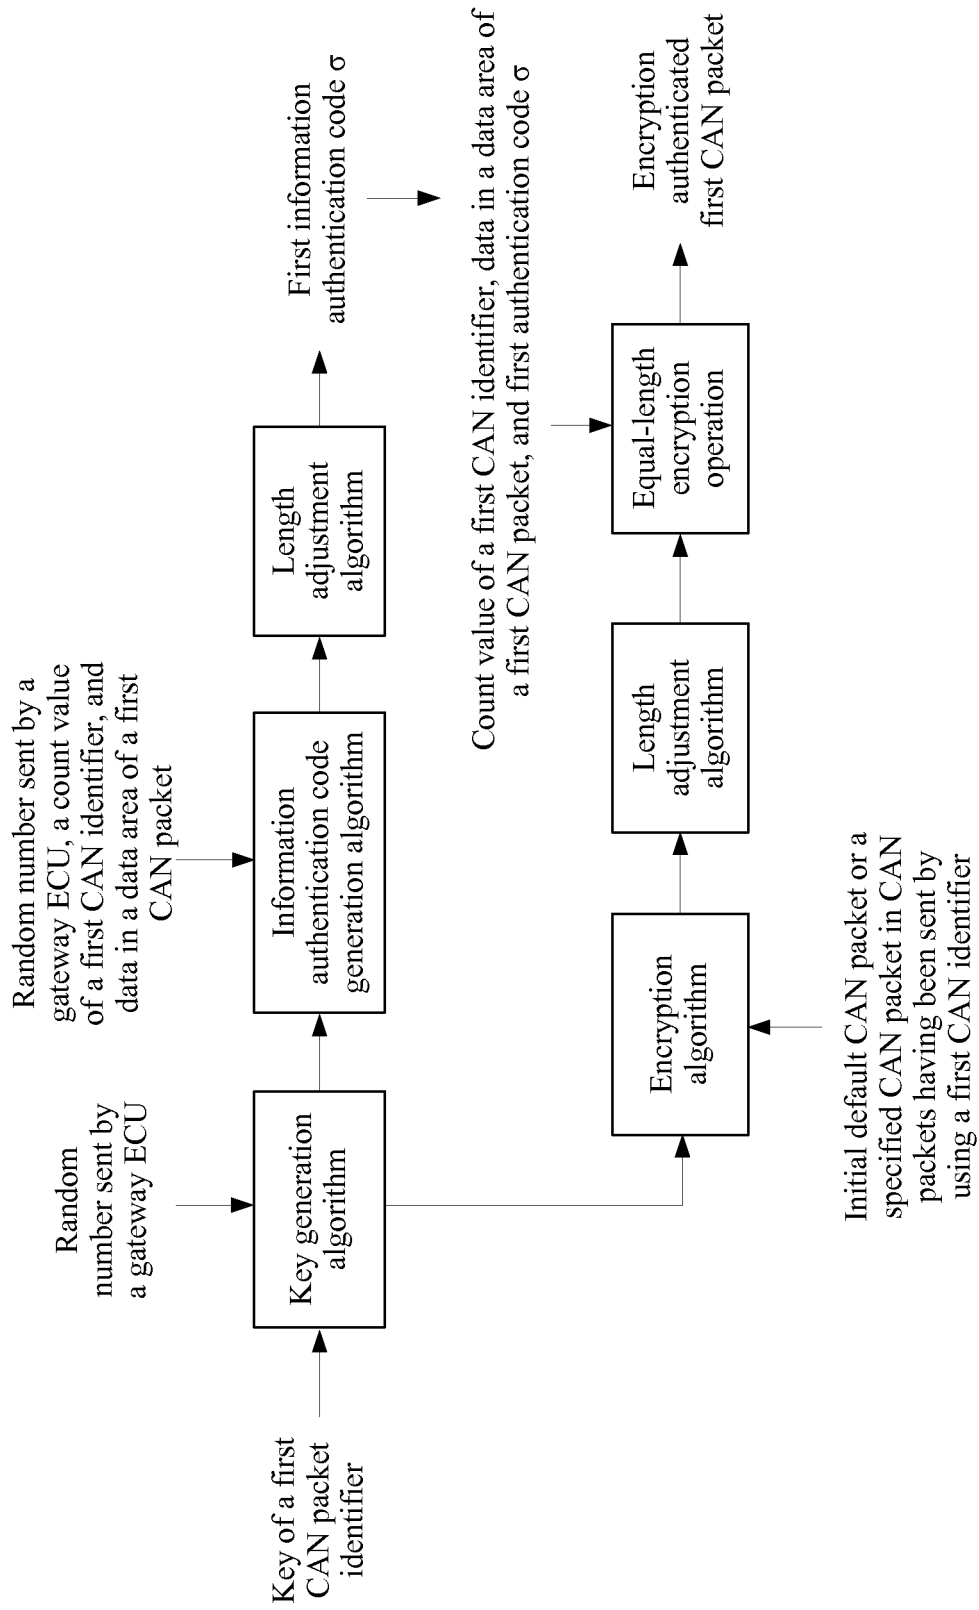 Key of a first
CAN packet
identifier
Random
number sent by
a gateway ECU
Key generation
algorithm
Random number sent by a
gateway ECU, a count value
of a first CAN identifier, and
data in a data area of a first
CAN packet
Information
authentication code
generation algorithm
Length
adjustment
algorithm
First information
authentication code σ
Count value of a first CAN identifier, data in a data area of
a first CAN packet, and first authentication code σ
Initial default CAN packet or a
specified CAN packet in CAN
packets having been sent by
using a first CAN identifier
Encryption
algorithm
Length
adjustment
algorithm
Equal-length
encryption
operation
Encryption
authenticated
first CAN packet